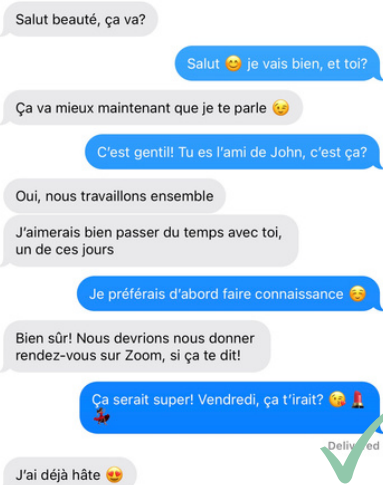 Salut beauté, ça va?
Salut 😊 je vais bien, et toi?
Ça va mieux maintenant que je te parle 😉
C'est gentil! Tu es l'ami de John, c'est ça?
Oui, nous travaillons ensemble
J'aimerais bien passer du temps avec toi,
un de ces jours
Je préférais d'abord faire connaissance ☺️
Bien sûr! Nous devrions nous donner
rendez-vous sur Zoom, si ça te dit!
Ça serait super! Vendredi, ça t'irait? 😘 💄
💃
J'ai déjà hâte 😍